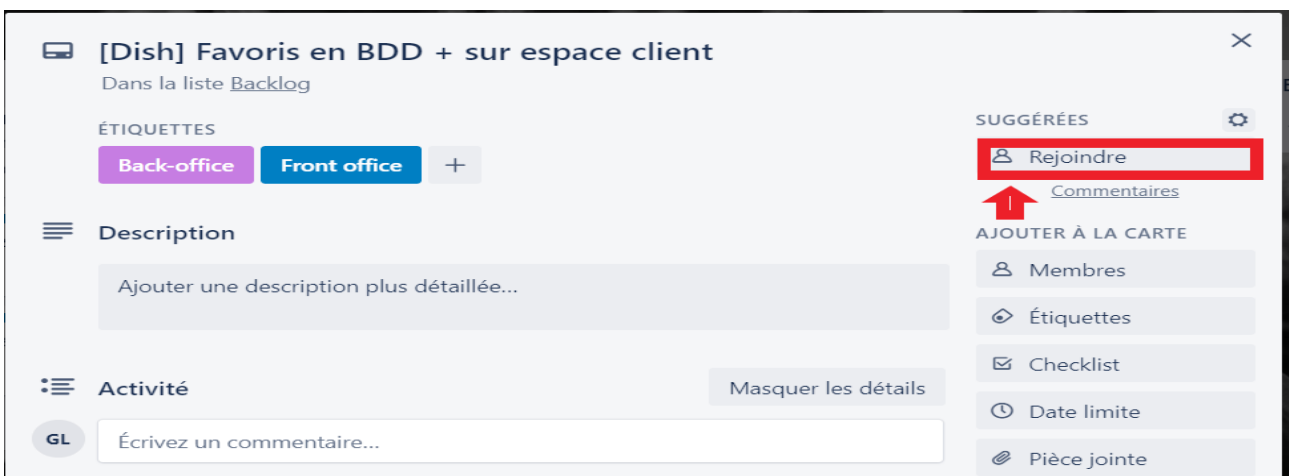 [Dish] Favoris en BDD + sur espace client
Dans la liste Backlog
ÉTIQUETTES
Back-office
Front office
Description
Ajouter une description plus détaillée...
Activité
Masquer les détails
GL
Écrivez un commentaire...
SUGGÉRÉES
Rejoindre
Commentaires
AJOUTER À LA CARTE
Membres
Étiquettes
Checklist
Date limite
Pièce jointe